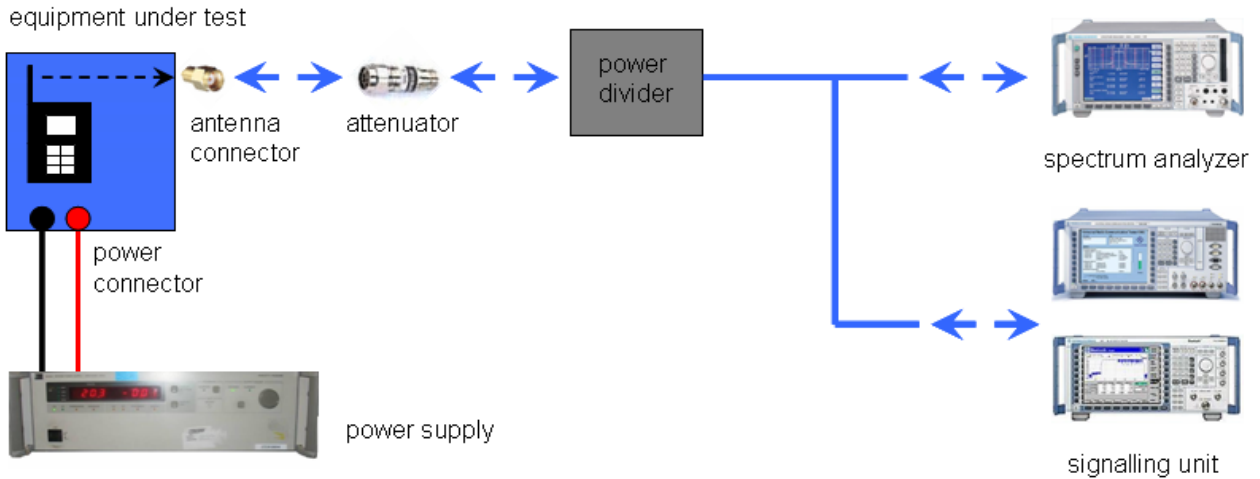 equipment under test
antenna
connector
attenuator
power
divider
spectrum analyzer
power
connector
power supply
signalling unit